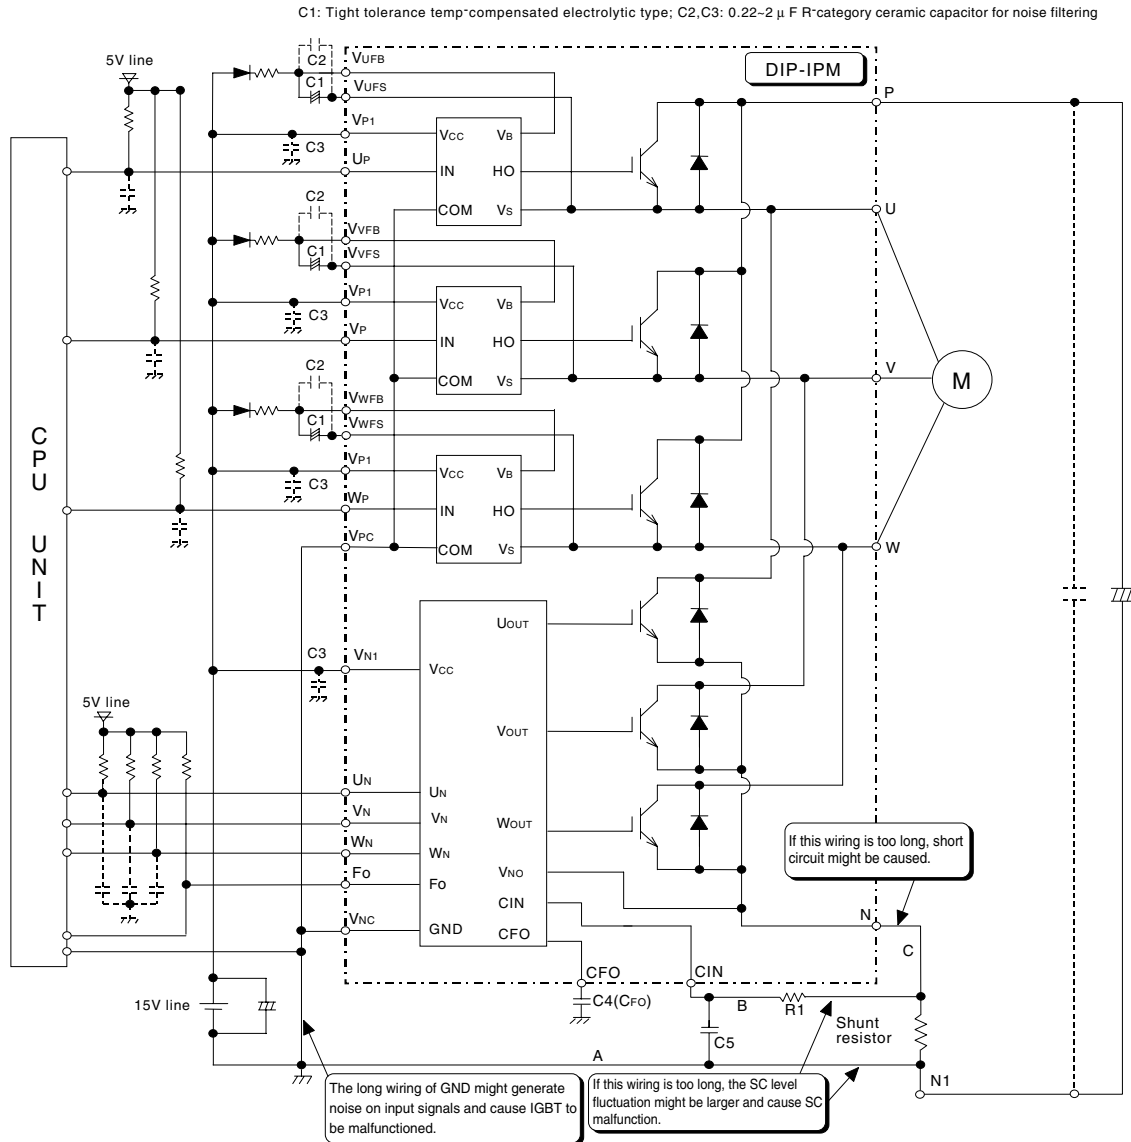 C1: Tight tolerance temp-compensated electrolytic type; C2,C3: 0.22~2 μ F R-category ceramic capacitor for noise filtering
5V line
C2
C1
VUFB
VUFS
DIP-IPM
P
VP1
C3
UP
VCC
VB
IN
HO
COM
VS
U
C2
C1
VVFB
VVFS
VP1
C3
VP
VCC
VB
IN
HO
COM
VS
V
M
C2
C1
VWFB
VWFS
VP1
C3
WP
VPC
VCC
VB
IN
HO
COM
VS
W
CPU UNIT
UOUT
C3
VN1
VCC
5V line
VOUT
UN
UN
VN
VN
WOUT
WN
WN
If this wiring is too long, short
circuit might be caused.
VNO
Fo
Fo
CIN
N
VNC
GND
CFO
C
CFO
CIN
15V line
C4(CFO)
B
R1
Shunt
resistor
C5
A
N1
The long wiring of GND might generate
noise on input signals and cause IGBT to
be malfunctioned.
If this wiring is too long, the SC level
fluctuation might be larger and cause SC
malfunction.